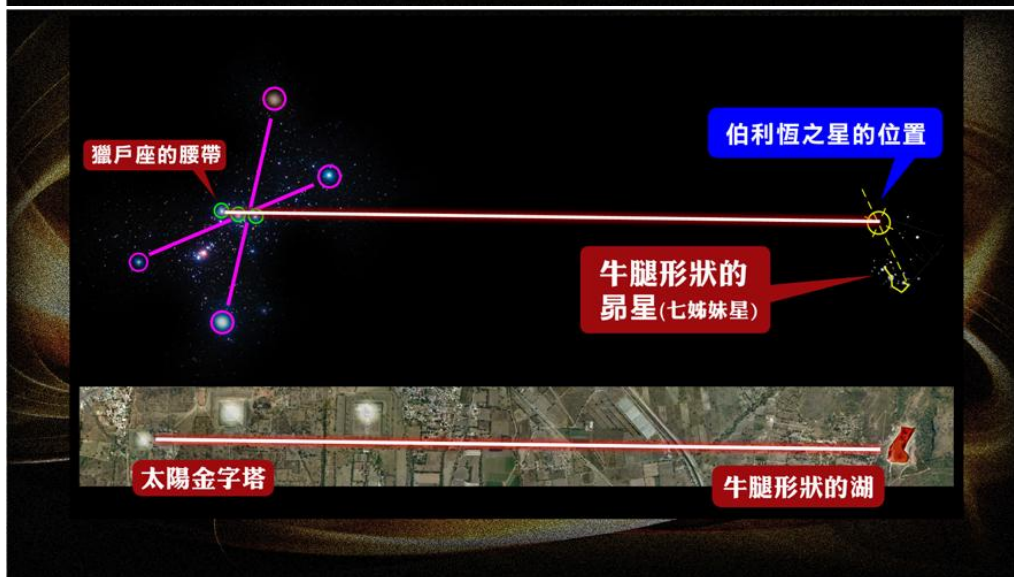 獵戶座的腰帶
伯利恆之星的位置
牛腿形狀的
昴星(七姊妹星)
太陽金字塔
牛腿形狀的湖